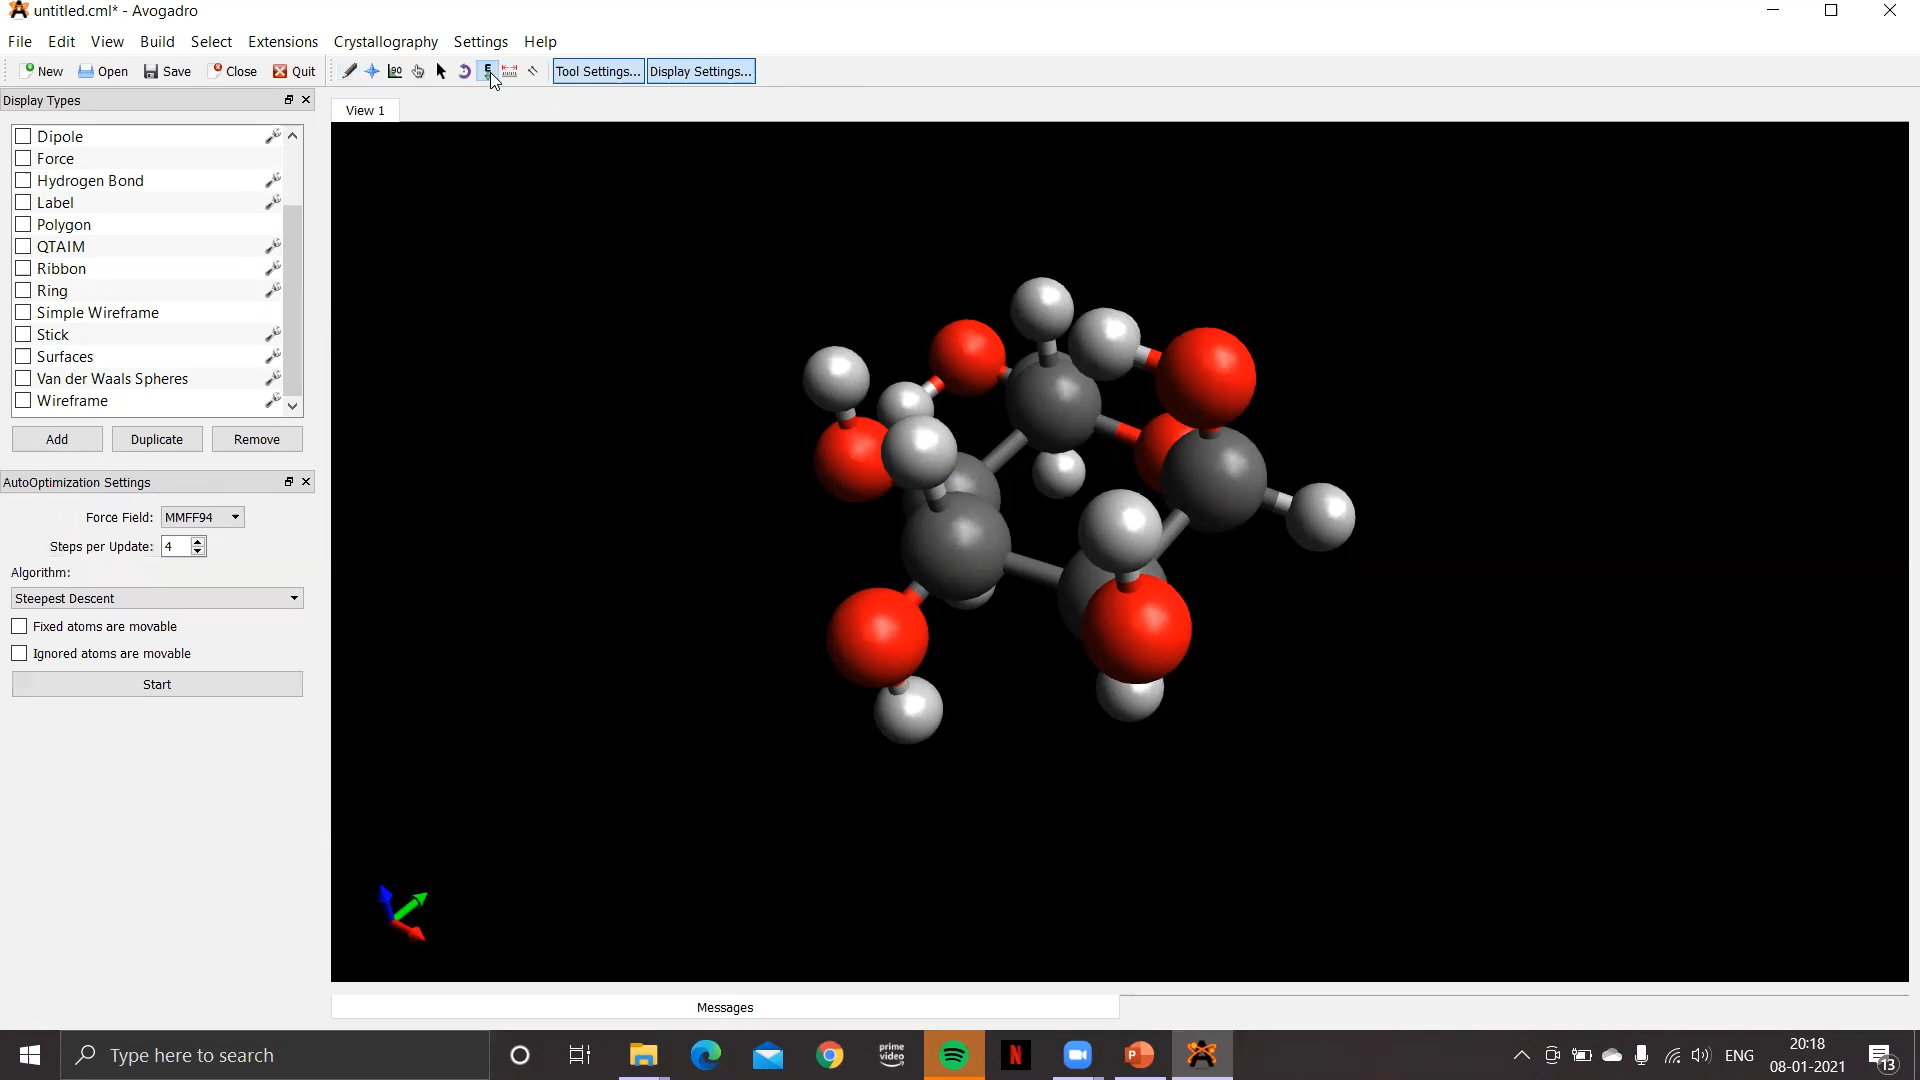 untitled.cml* - Avogadro
File Edit View Build Select Extensions Crystallography Settings Help
New Open Save Close Quit 90 E Tool Settings... Display Settings...
Display Types
View 1
Dipole
Force
Hydrogen Bond
Label
Polygon
QTAIM
Ribbon
Ring
Simple Wireframe
Stick
Surfaces
Van der Waals Spheres
Wireframe
Add Duplicate Remove
AutoOptimization Settings
Force Field: MMFF94
Steps per Update: 4
Algorithm:
Steepest Descent
Fixed atoms are movable
Ignored atoms are movable
Start
Messages
Type here to search
prime video
N
P
ENG
20:18
08-01-2021
13